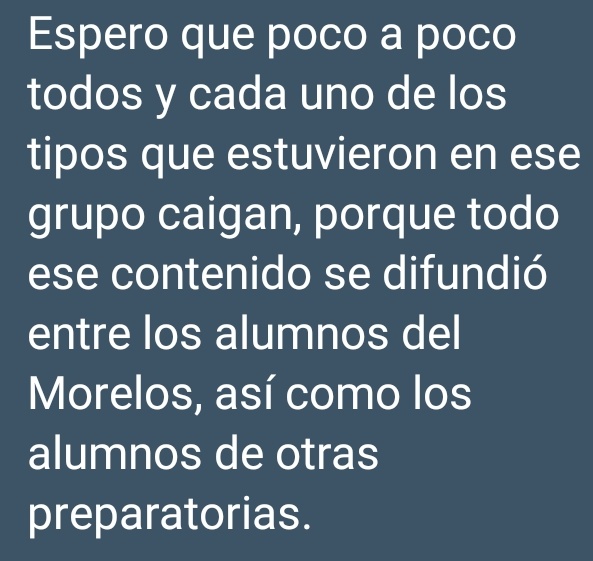 Espero que poco a poco
todos y cada uno de los
tipos que estuvieron en ese
grupo caigan, porque todo
ese contenido se difundió
entre los alumnos del
Morelos, así como los
alumnos de otras
preparatorias.